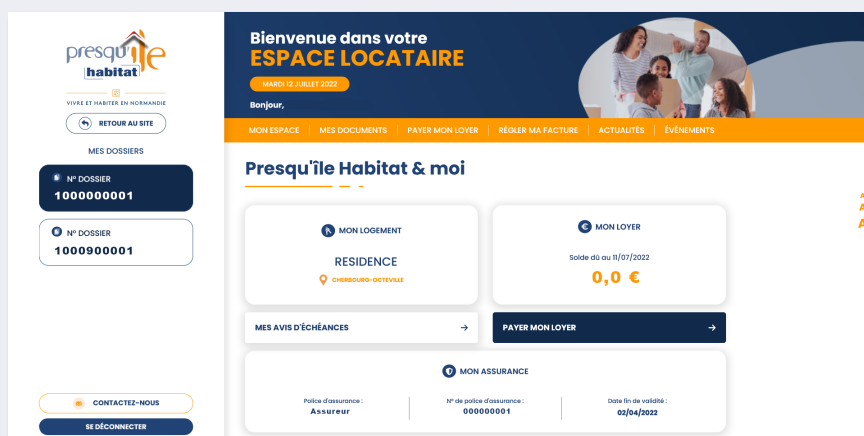 presqu'île
habitat
VIVRE ET HABITER EN NORMANDIE
RETOUR AU SITE
MES DOSSIERS
N° DOSSIER
1000000001
N° DOSSIER
1000900001
CONTACTEZ-NOUS
SE DÉCONNECTER
Bienvenue dans votre
ESPACE LOCATAIRE
MARDI 12 JUILLET 2022
Bonjour,
MON ESPACE
MES DOCUMENTS
PAYER MON LOYER
RÉGLER MA FACTURE
ACTUALITÉS
ÉVÉNEMENTS
Presqu'île Habitat & moi
MON LOGEMENT
RESIDENCE
CHERBOURG-OCTEVILLE
MON LOYER
Solde dû au 11/07/2022
0,0 €
MES AVIS D'ÉCHÉANCES
PAYER MON LOYER
MON ASSURANCE
Police d'assurance :
Assureur
N° de police d'assurance :
000000001
Date fin de validité :
02/04/2022
A
A
A